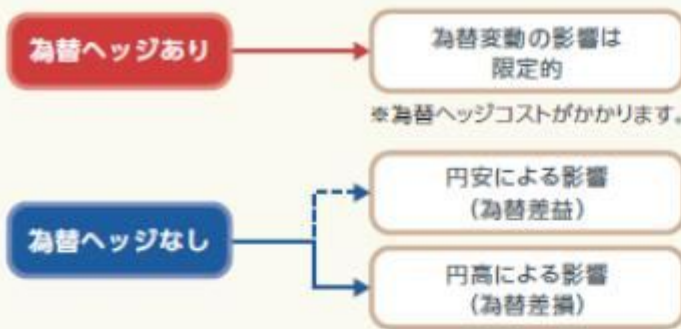 為替ヘッジあり
為替変動の影響は
限定的
※為替ヘッジコストがかかります。
為替ヘッジなし
円安による影響
(為替差益)
円高による影響
(為替差損)